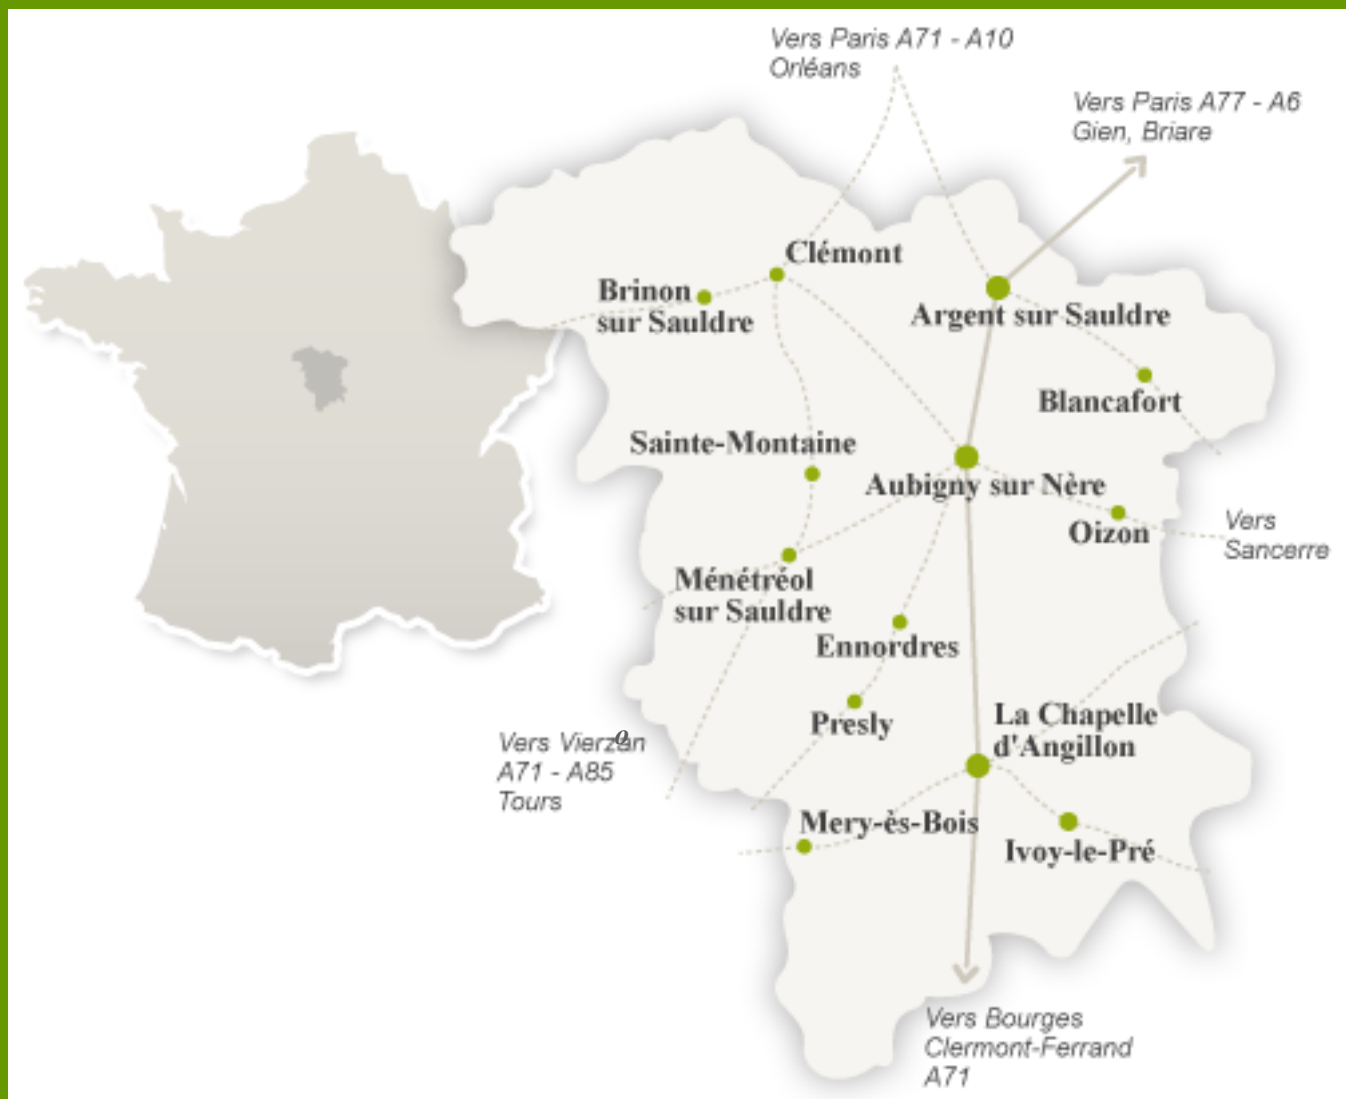 Vers Paris A71 - A10
Orléans
Vers Paris A77 - A6
Gien, Briare
Clémont
Brinon
sur Sauldre
Argent sur Sauldre
Blancafort
Sainte-Montaine
Aubigny sur Nère
Oizon
Vers
Sancerre
Ménétréol
sur Sauldre
Ennordres
Presly
La Chapelle
d'Angillon
Vers Vierzon
A71 - A85
Tours
Mery-ès-Bois
Ivoy-le-Pré
Vers Bourges
Clermont-Ferrand
A71